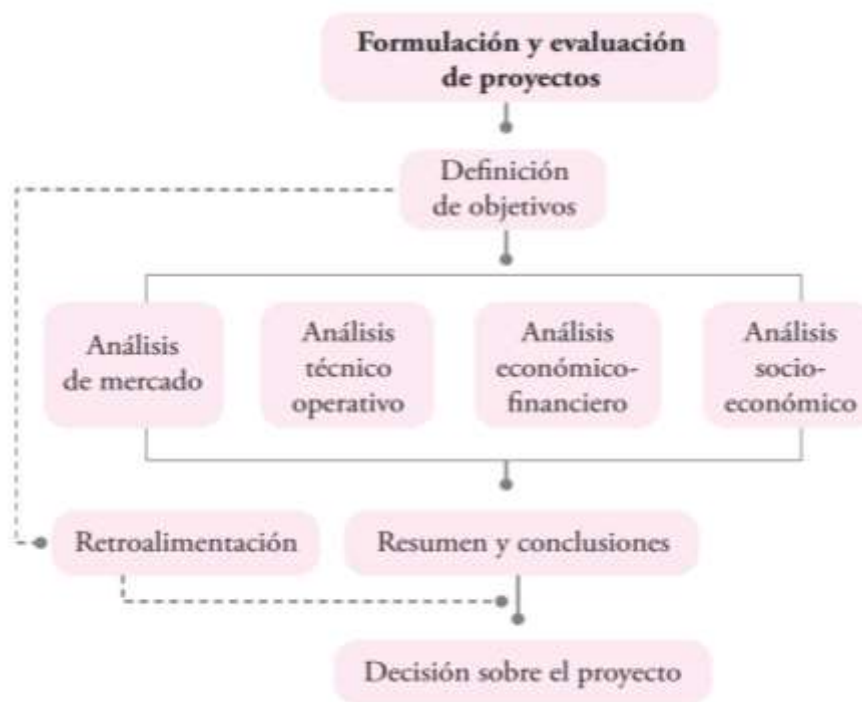 Formulación y evaluación
de proyectos
Definición
de objetivos
Análisis
de mercado
Análisis
técnico
operativo
Análisis
económico-
financiero
Análisis
socio-
económico
Retroalimentación
Resumen y conclusiones
Decisión sobre el proyecto